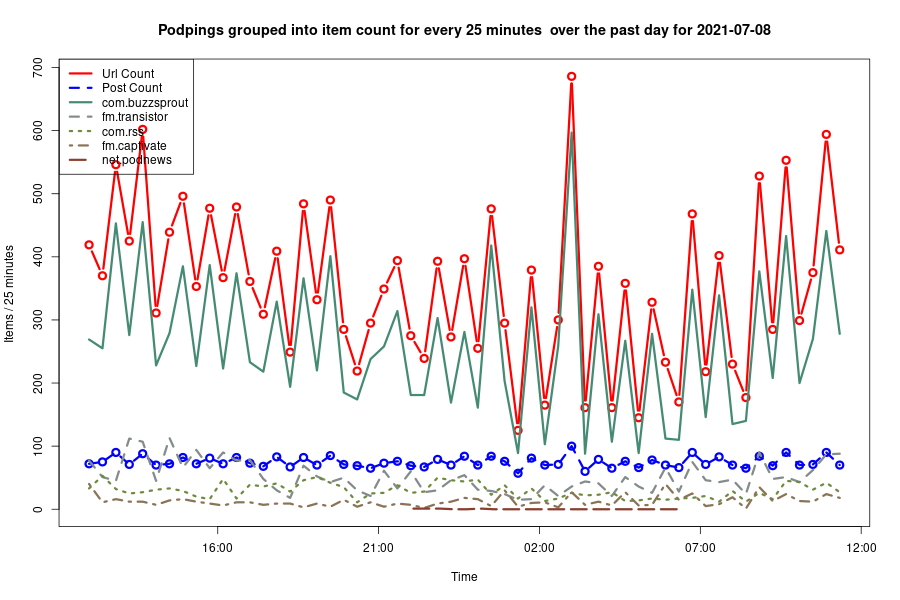 Podpings grouped into item count for every 25 minutes  over the past day for 2021-07-08
Url Count
Post Count
com.buzzsprout
fm.transistor
com.rss
fm.captivate
net.podnews
Items / 25 minutes
700
600
500
400
300
200
100
0
16:00
21:00
02:00
07:00
12:00
Time